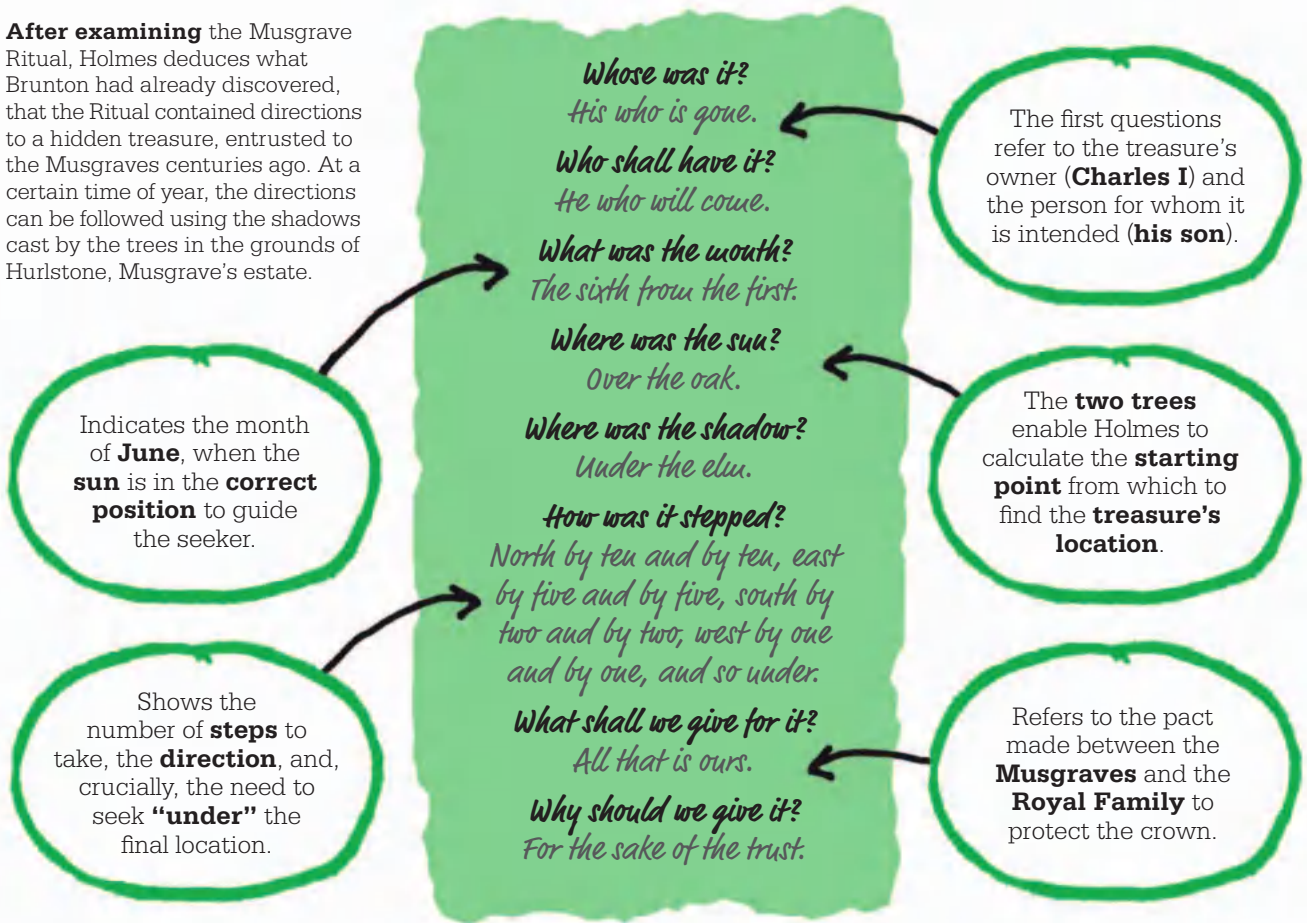 After examining the Musgrave
Ritual, Holmes deduces what
Brunton had already discovered,
that the Ritual contained directions
to a hidden treasure, entrusted to
the Musgraves centuries ago. At a
certain time of year, the directions
can be followed using the shadows
cast by the trees in the grounds of
Hurlstone, Musgrave's estate.
Whose was it?
His who is gone.
Who shall have it?
He who will come.
What was the month?
The sixth from the first.
Where was the sun?
Over the oak.
Where was the shadow?
Under the elm.
How was it stepped?
North by ten and by ten, east
by five and by five, south by
two and by two, west by one
and by one, and so under.
What shall we give for it?
All that is ours.
Why should we give it?
For the sake of the trust.
The first questions
refer to the treasure's
owner (Charles I) and
the person for whom it
is intended (his son).
Indicates the month
of June, when the
sun is in the correct
position to guide
the seeker.
The two trees
enable Holmes to
calculate the starting
point from which to
find the treasure's
location.
Shows the
number of steps to
take, the direction, and,
crucially, the need to
seek "under" the
final location.
Refers to the pact
made between the
Musgraves and the
Royal Family to
protect the crown.